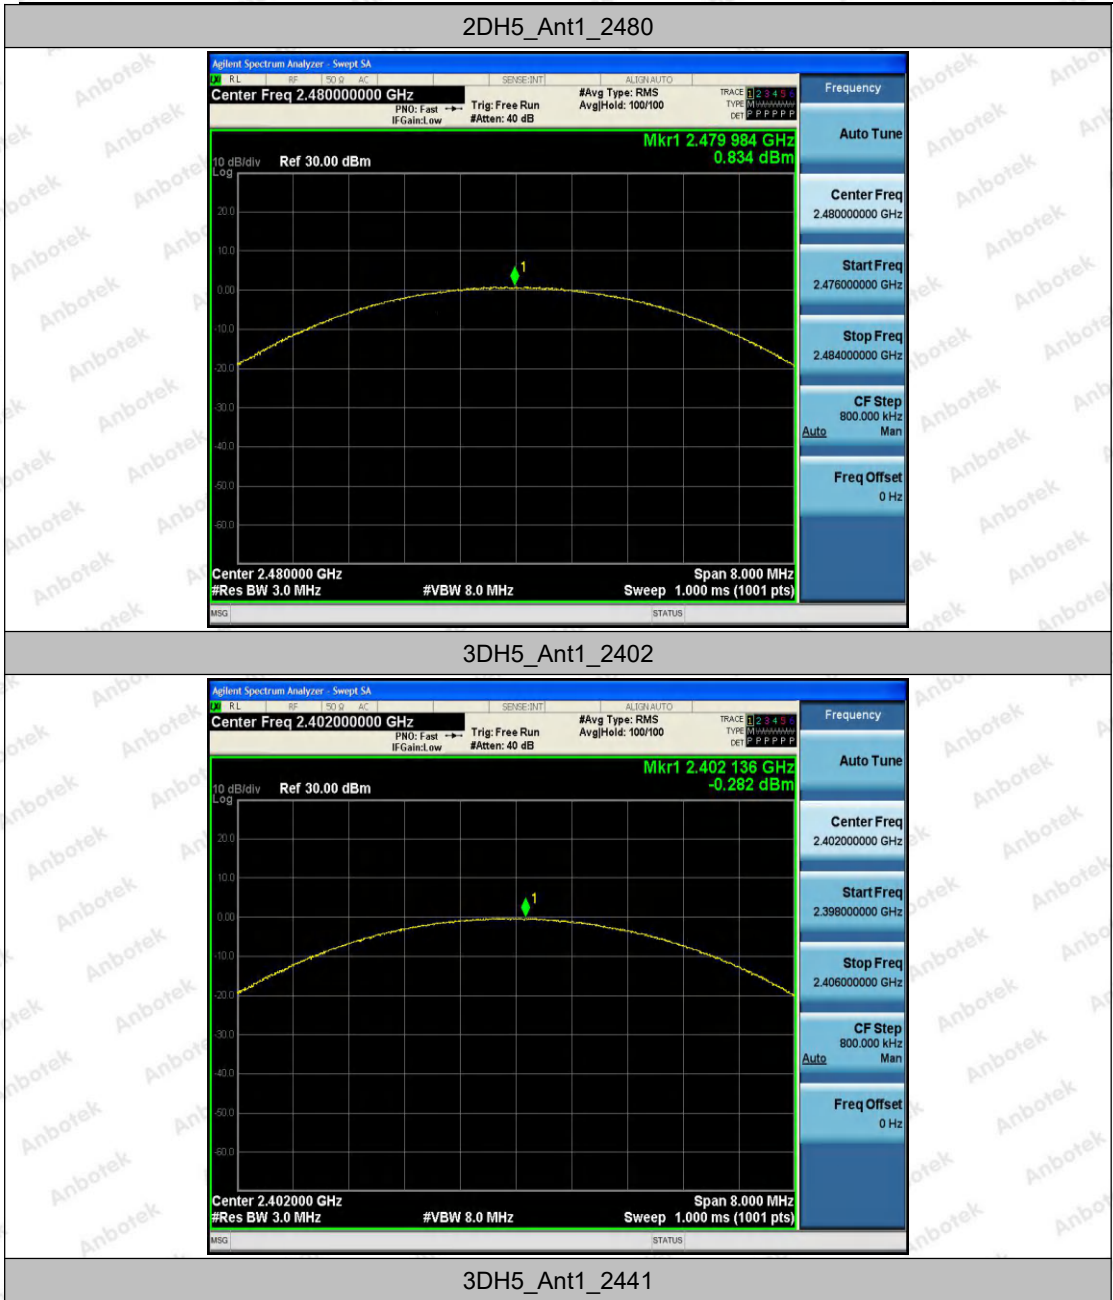 2DH5_Ant1_2480
Agilent Spectrum Analyzer - Swept SA
RL RF 50 Ω AC SENSE:INT ALIGN AUTO
Center Freq 2.480000000 GHz
PNO: Fast
IFGain:Low
Trig: Free Run
#Atten: 40 dB
#Avg Type: RMS
Avg|Hold: 100/100
TRACE 1 2 3 4 5 6
TYPE M
DET P P P P P P
Mkr1 2.479 984 GHz
0.834 dBm
10 dB/div Ref 30.00 dBm
Log
20.0
10.0
0.00
-10.0
-20.0
-30.0
-40.0
-50.0
-60.0
1
Center 2.480000 GHz Span 8.000 MHz
#Res BW 3.0 MHz #VBW 8.0 MHz Sweep 1.000 ms (1001 pts)
MSG STATUS
Frequency
Auto Tune
Center Freq
2.480000000 GHz
Start Freq
2.476000000 GHz
Stop Freq
2.484000000 GHz
CF Step
800.000 kHz
Auto Man
Freq Offset
0 Hz
3DH5_Ant1_2402
Agilent Spectrum Analyzer - Swept SA
RL RF 50 Ω AC SENSE:INT ALIGN AUTO
Center Freq 2.402000000 GHz
PNO: Fast
IFGain:Low
Trig: Free Run
#Atten: 40 dB
#Avg Type: RMS
Avg|Hold: 100/100
TRACE 1 2 3 4 5 6
TYPE M
DET P P P P P P
Mkr1 2.402 136 GHz
-0.282 dBm
10 dB/div Ref 30.00 dBm
Log
20.0
10.0
0.00
-10.0
-20.0
-30.0
-40.0
-50.0
-60.0
1
Center 2.402000 GHz Span 8.000 MHz
#Res BW 3.0 MHz #VBW 8.0 MHz Sweep 1.000 ms (1001 pts)
MSG STATUS
Frequency
Auto Tune
Center Freq
2.402000000 GHz
Start Freq
2.398000000 GHz
Stop Freq
2.406000000 GHz
CF Step
800.000 kHz
Auto Man
Freq Offset
0 Hz
3DH5_Ant1_2441
Anbotek